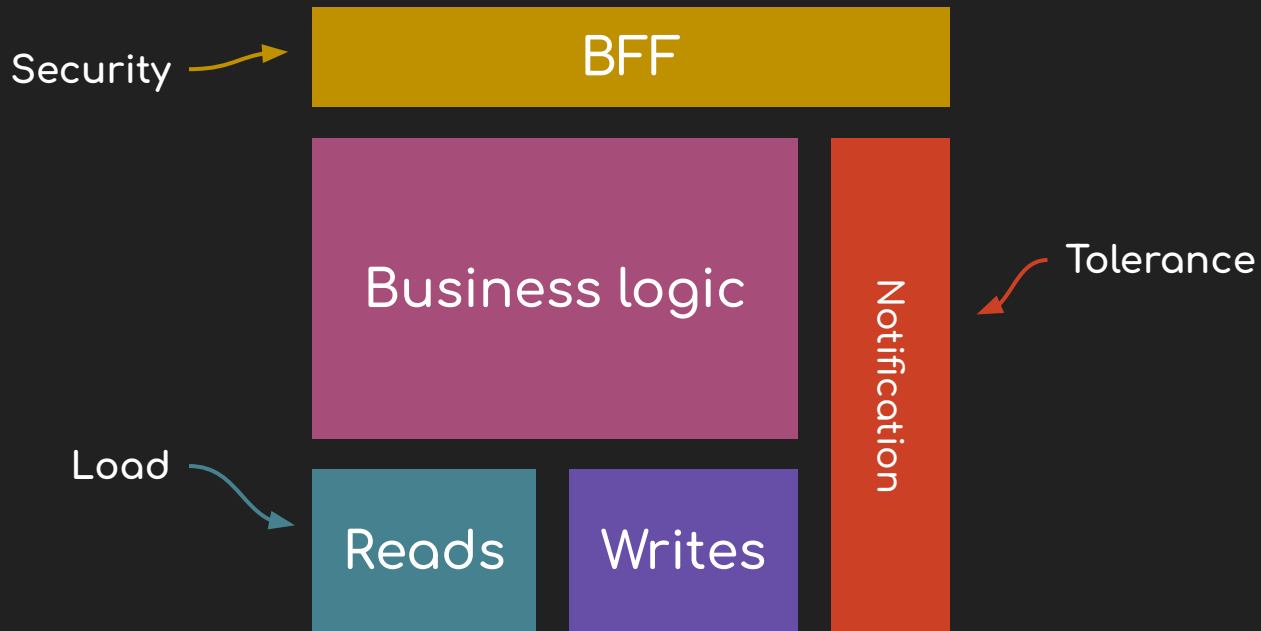 BFF
Security
Business logic
Tolerance
Notification
Load
Reads
Writes